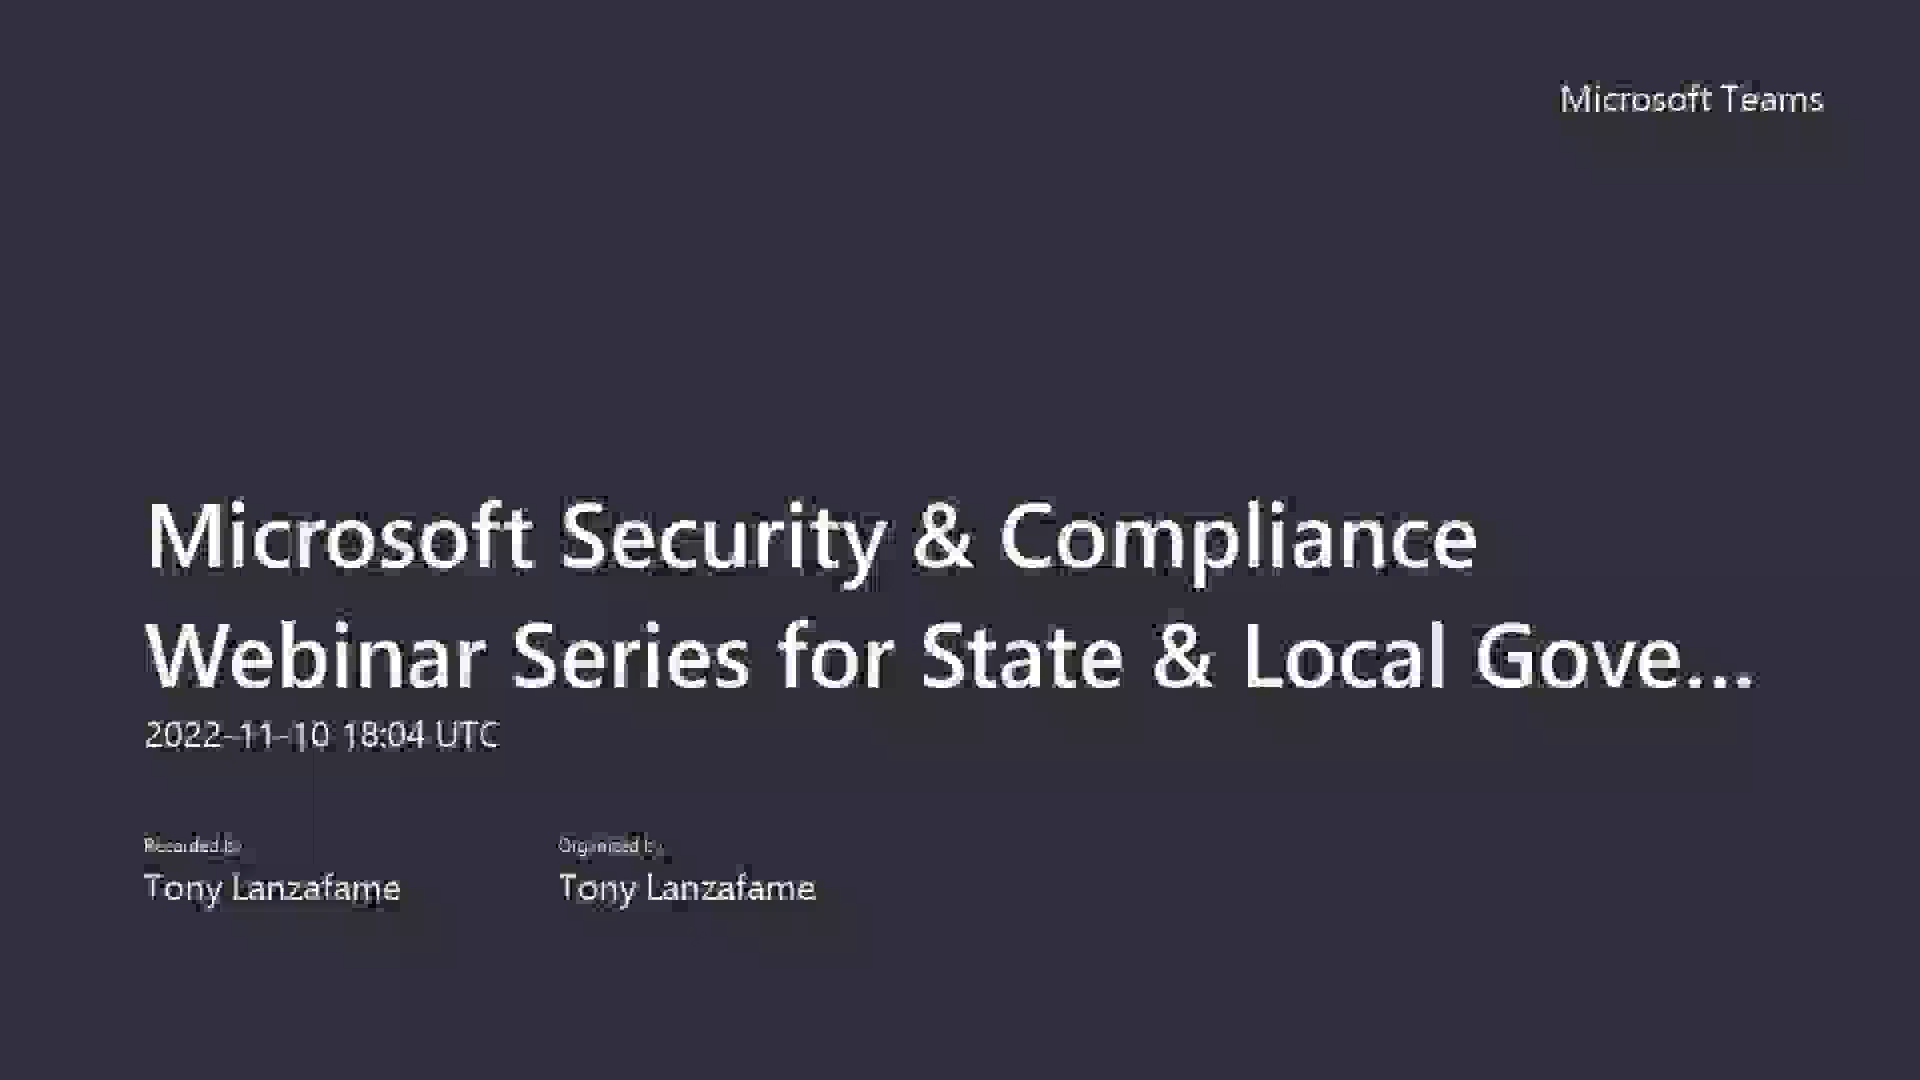 Microsoft Teams
Microsoft Security & Compliance
Webinar Series for State & Local Gove...
2022-11-10 18:04 UTC
Recorded by
Organized by
Tony Lanzafame
Tony Lanzafame